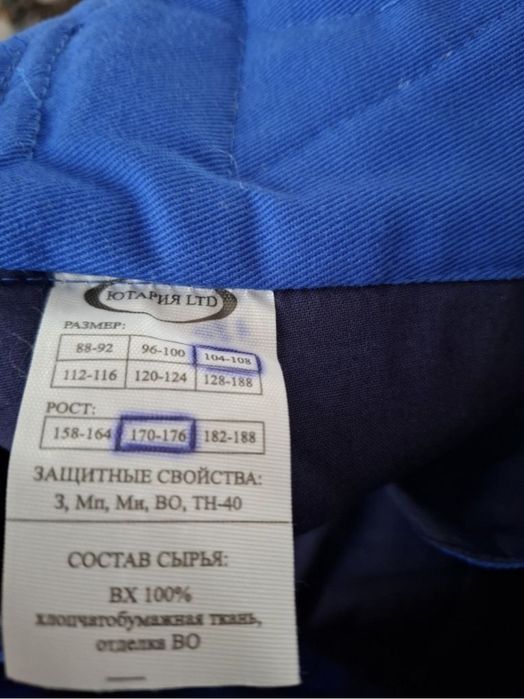 ЮТАРИЯ LTD
РАЗМЕР:
88-92 96-100 104-108
112-116 120-124 128-188
РОСТ:
158-164 170-176 182-188
ЗАЩИТНЫЕ СВОЙСТВА:
З, Мп, Ми, ВО, ТН-40
СОСТАВ СЫРЬЯ:
ВХ 100%
хлопчатобумажная ткань,
отделка ВО